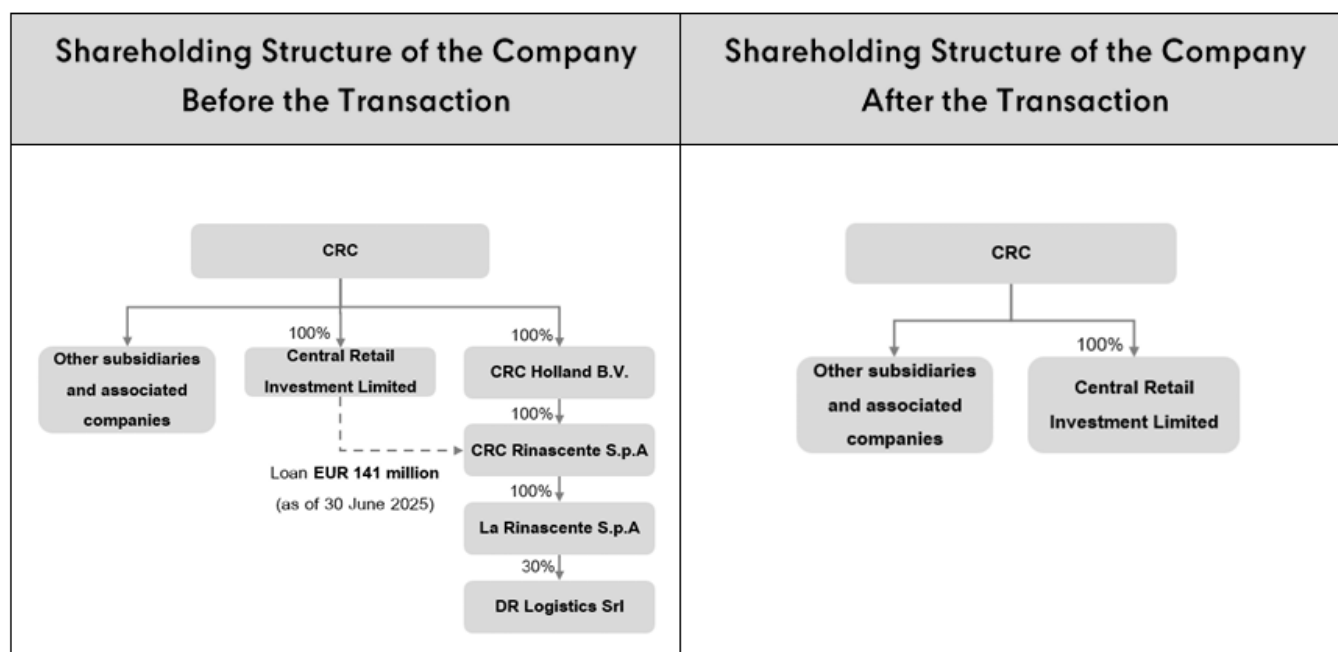 Shareholding Structure of the Company
Before the Transaction
Shareholding Structure of the Company
After the Transaction
CRC
100%
100%
Other subsidiaries
and associated
companies
Central Retail
Investment Limited
CRC Holland B.V.
100%
CRC Rinascente S.p.A
Loan EUR 141 million
(as of 30 June 2025)
100%
La Rinascente S.p.A
30%
DR Logistics Srl
CRC
100%
Other subsidiaries
and associated
companies
Central Retail
Investment Limited